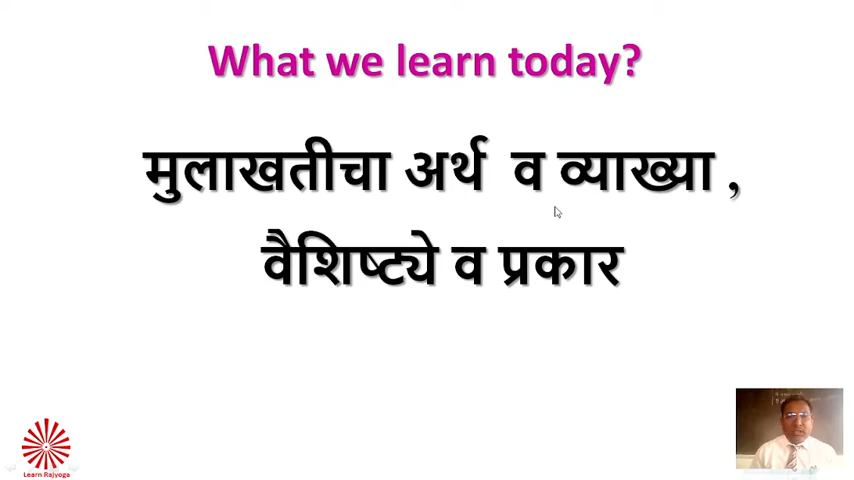 What we learn today?
मुलाखतीचा अर्थ व व्याख्या ,
वैशिष्ट्ये व प्रकार
Learn Rajyoga